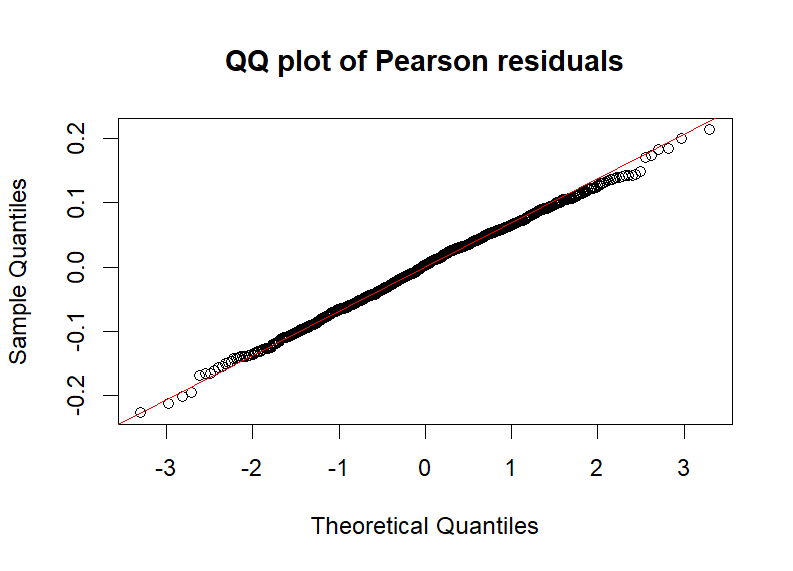 QQ plot of Pearson residuals
Sample Quantiles
0.2
0.1
0.0
-0.1
-0.2
-3 -2 -1 0 1 2 3
Theoretical Quantiles